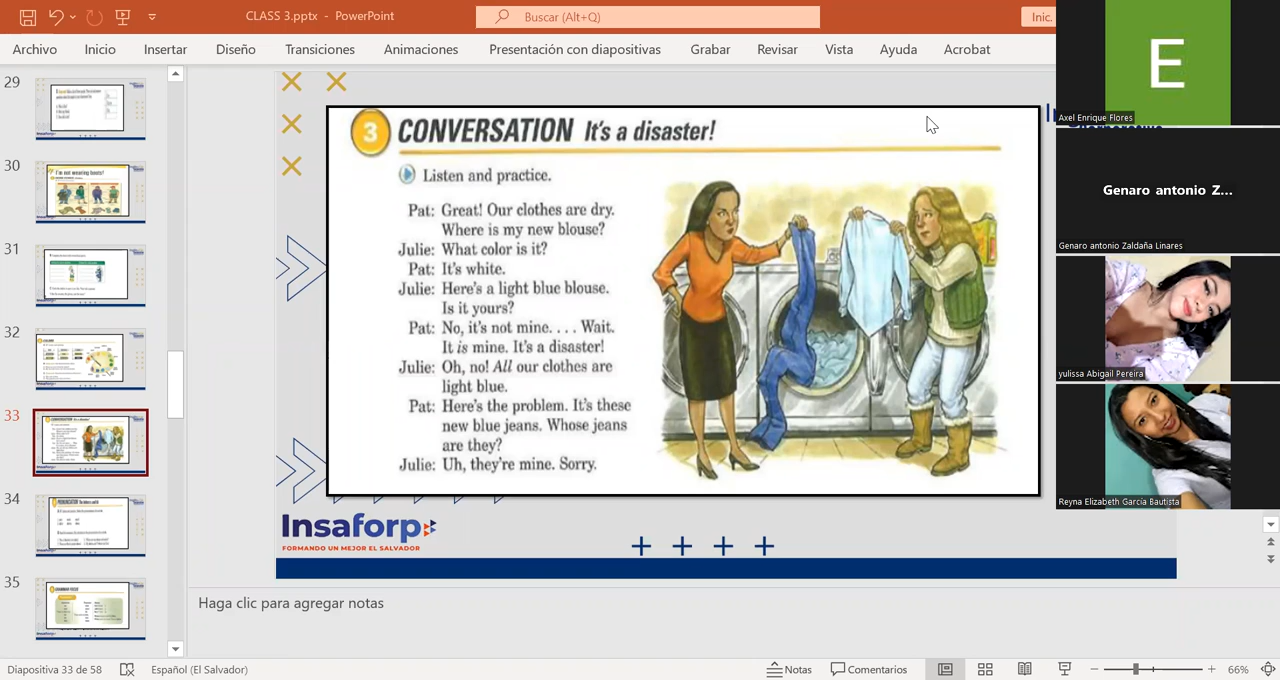 CLASS 3.pptx - PowerPoint
Buscar (Alt+Q)
Inic.
Archivo Inicio Insertar Diseño Transiciones Animaciones Presentación con diapositivas Grabar Revisar Vista Ayuda Acrobat
29
30
31
32
33
34
35
3 CONVERSATION It's a disaster!
Listen and practice.
Pat: Great! Our clothes are dry.
Where is my new blouse?
Julie: What color is it?
Pat: It's white.
Julie: Here's a light blue blouse.
Is it yours?
Pat: No, it's not mine. . . . Wait.
It is mine. It's a disaster!
Julie: Oh, no! All our clothes are
light blue.
Pat: Here's the problem. It's these
new blue jeans. Whose jeans
are they?
Julie: Uh, they're mine. Sorry.
Insaforp
FORMANDO UN MEJOR EL SALVADOR
E
Axel Enrique Flores
Genaro antonio Z...
Genaro antonio Zaldaña Linares
yulissa Abigail Pereira
Reyna Elizabeth García Bautista
Haga clic para agregar notas
Diapositiva 33 de 58 Español (El Salvador) Notas Comentarios 66%